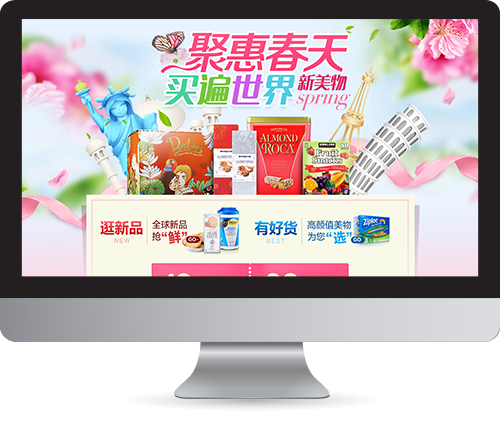 聚惠春天
买遍世界 新美物
spring
ALMOND
ROCA
KIRKLAND
Fruit
Snacks
逛新品
NEW
全球新品
抢“鲜”
GO
有好货
BEST
高颜值美物
为您“选”
Ziploc
GO